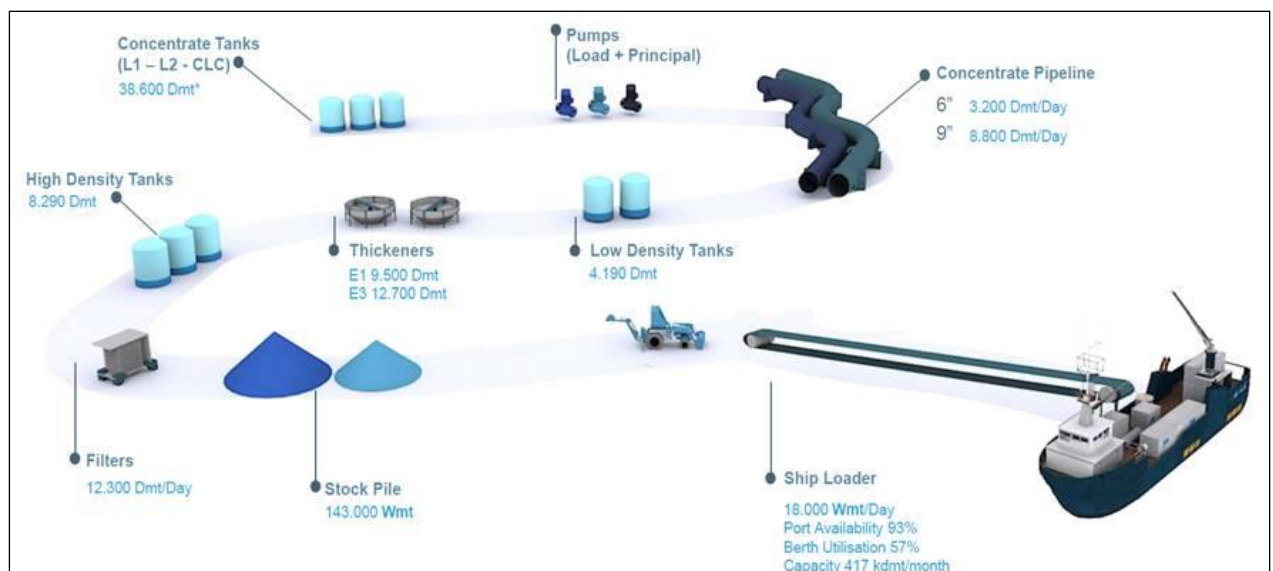 Concentrate Tanks
(L1 – L2 - CLC)
38.600 Dmt*
Pumps
(Load + Principal)
Concentrate Pipeline
6" 3.200 Dmt/Day
9" 8.800 Dmt/Day
High Density Tanks
8.290 Dmt
Thickeners
E1 9.500 Dmt
E3 12.700 Dmt
Low Density Tanks
4.190 Dmt
Filters
12.300 Dmt/Day
Stock Pile
143.000 Wmt
Ship Loader
18.000 Wmt/Day
Port Availability 93%
Berth Utilisation 57%
Capacity 417 kdmt/month